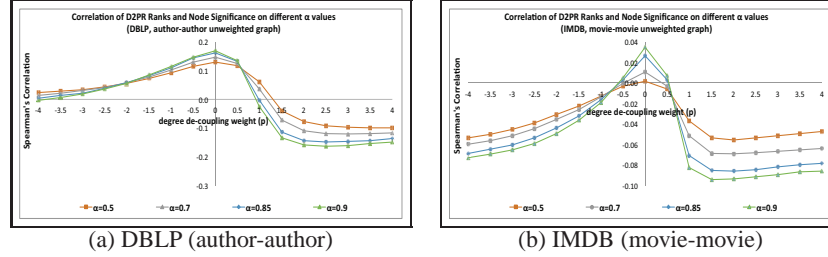 Correlation of D2PR Ranks and Node Significance on different α values
(DBLP, author-author unweighted graph)
Spearman's Correlation
0.2
0.1
0.0
-0.1
-0.2
-0.3
-4 -3.5 -3 -2.5 -2 -1.5 -1 -0.5 0 0.5 1 1.5 2 2.5 3 3.5 4
degree de-coupling weight (p)
α=0.5 α=0.7 α=0.85 α=0.9
(a) DBLP (author-author)
Correlation of D2PR Ranks and Node Significance on different α values
(IMDB, movie-movie unweighted graph)
Spearman's Correlation
0.04
0.02
0.00
-0.02
-0.04
-0.06
-0.08
-0.10
-4 -3.5 -3 -2.5 -2 -1.5 -1 -0.5 0 0.5 1 1.5 2 2.5 3 3.5 4
degree de-coupling weight (p)
α=0.5 α=0.7 α=0.85 α=0.9
(b) IMDB (movie-movie)